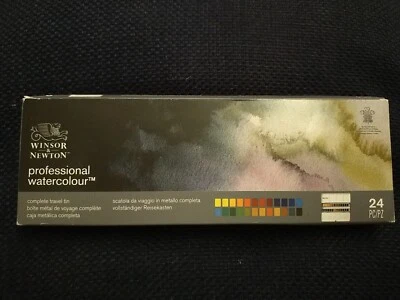 WINSOR
&
NEWTON™
professional
watercolour™
complete travel tin
boîte métal de voyage complète
caja metálica completa
scatola da viaggio in metallo completa
vollständiger Reisekasten
24
PC/PZ